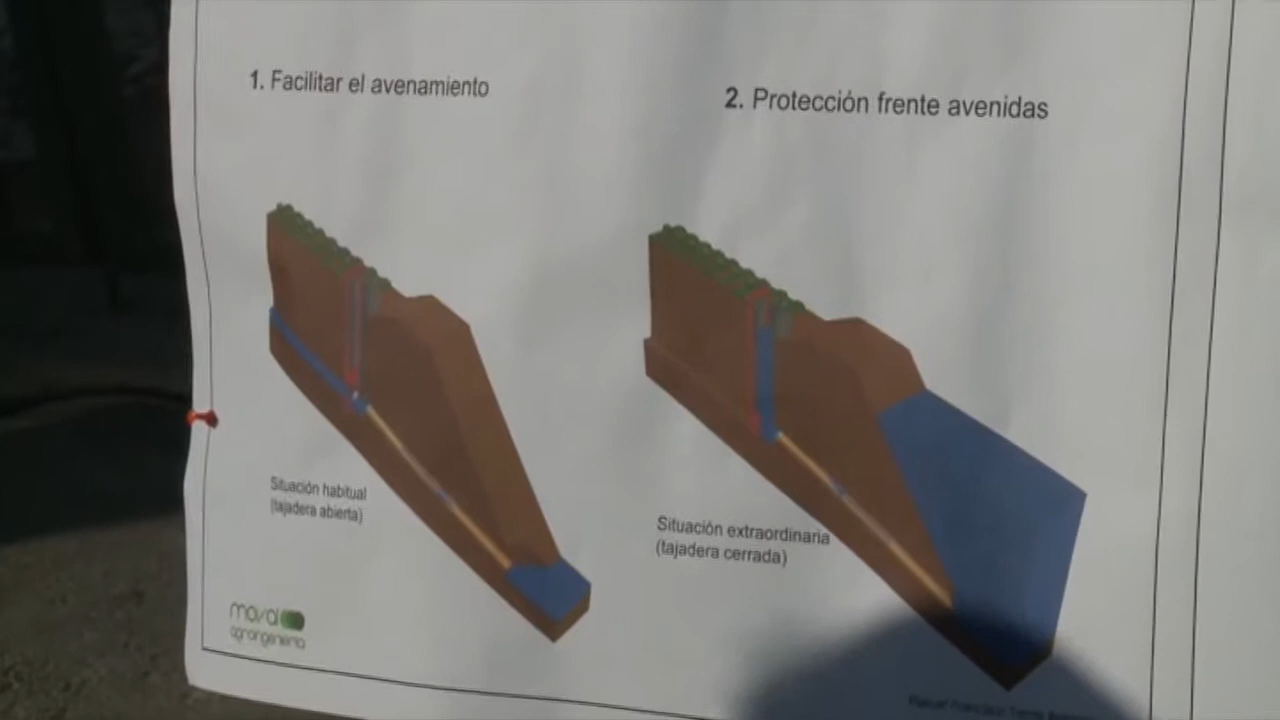 1. Facilitar el avenamiento
2. Protección frente avenidas
Situación habitual
(tajadera abierta)
Situación extraordinaria
(tajadera cerrada)
agroingeniería